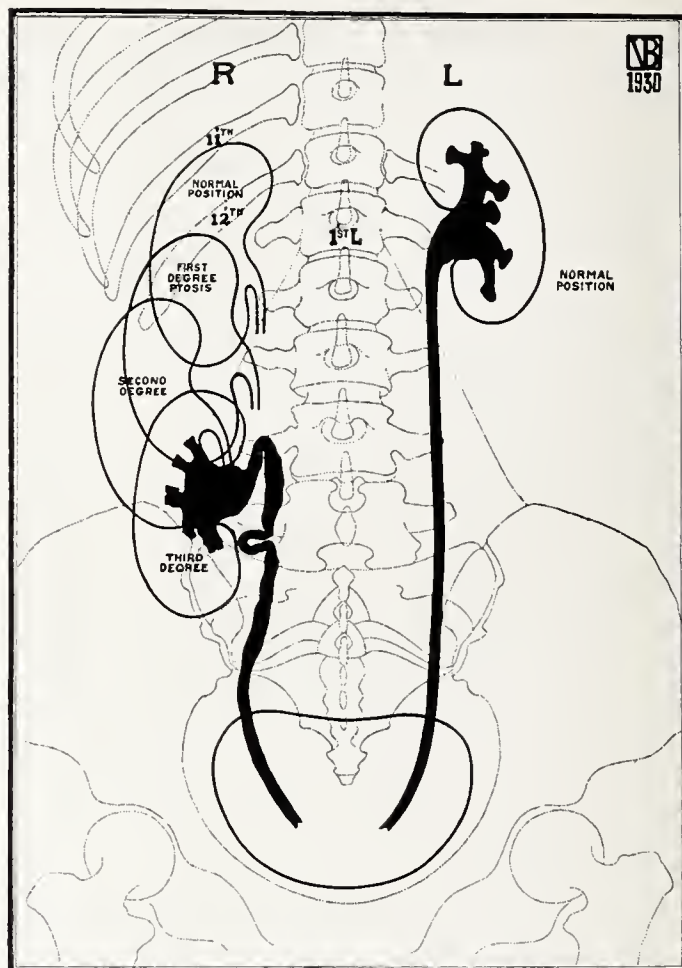 R
L
NB
1930
11TH
NORMAL
POSITION
12TH
1ST L
FIRST
DEGREE
PTOSIS
NORMAL
POSITION
SECOND
DEGREE
THIRD
DEGREE